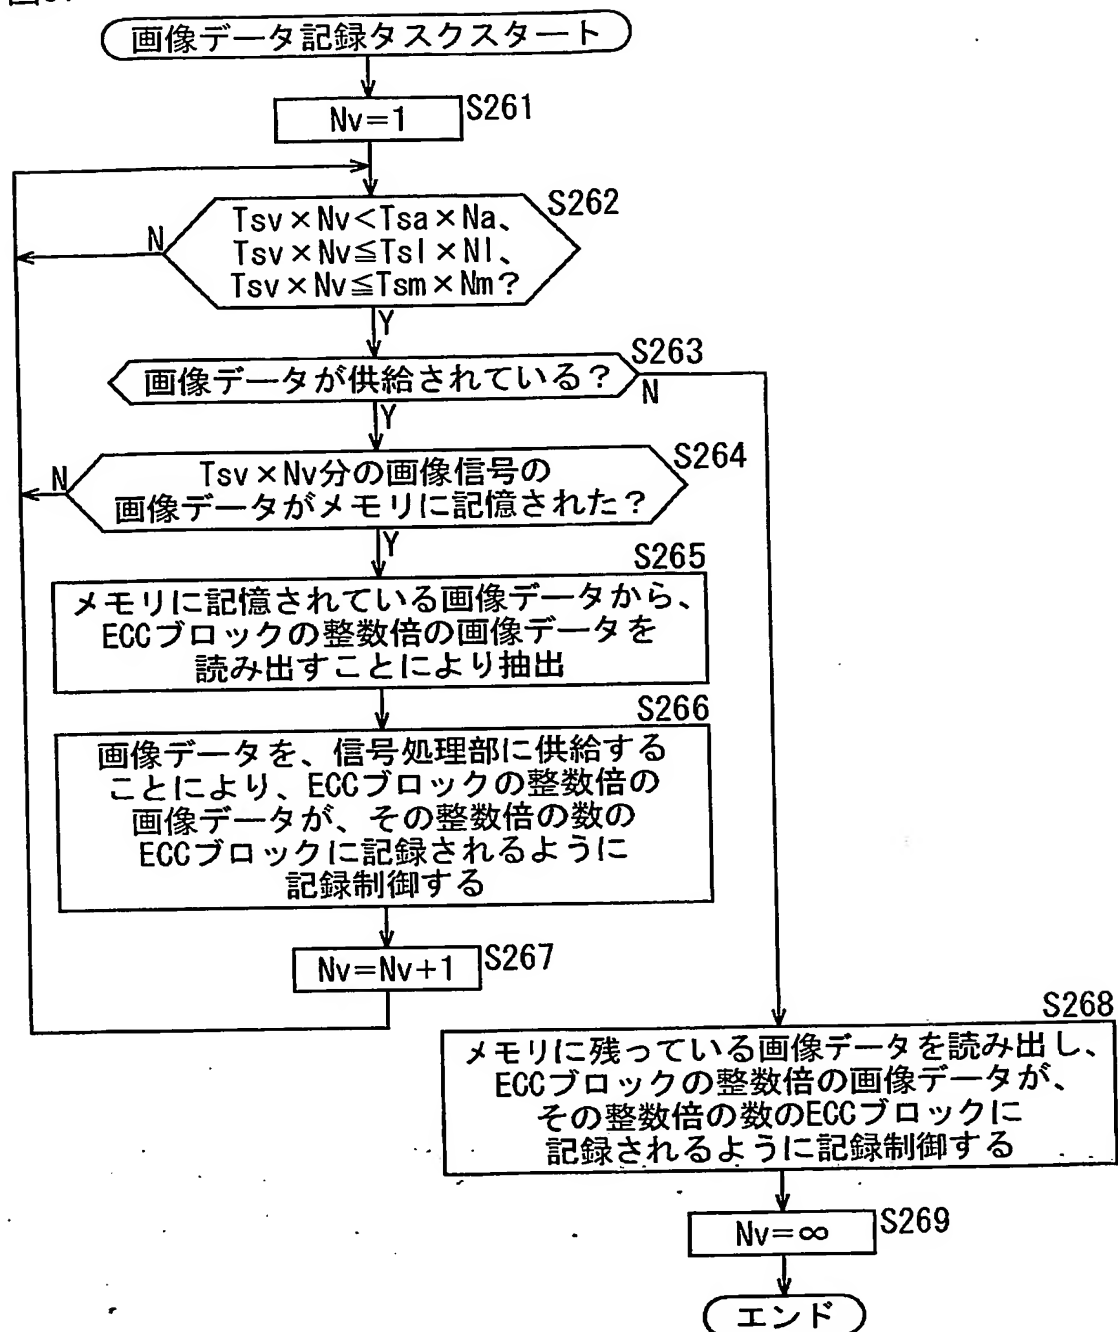 画像データ記録タスクスタート
S261
Nv=1
S262
Tsv×Nv<Tsa×Na、
Tsv×Nv≦Tsl×Nl、
Tsv×Nv≦Tsm×Nm?
N
Y
S263
画像データが供給されている?
N
Y
S264
Tsv×Nv分の画像信号の
画像データがメモリに記憶された?
N
Y
S265
メモリに記憶されている画像データから、
ECCブロックの整数倍の画像データを
読み出すことにより抽出
S266
画像データを、信号処理部に供給する
ことにより、ECCブロックの整数倍の
画像データが、その整数倍の数の
ECCブロックに記録されるように
記録制御する
Nv=Nv+1
S267
S268
メモリに残っている画像データを読み出し、
ECCブロックの整数倍の画像データが、
その整数倍の数のECCブロックに
記録されるように記録制御する
Nv=∞
S269
エンド